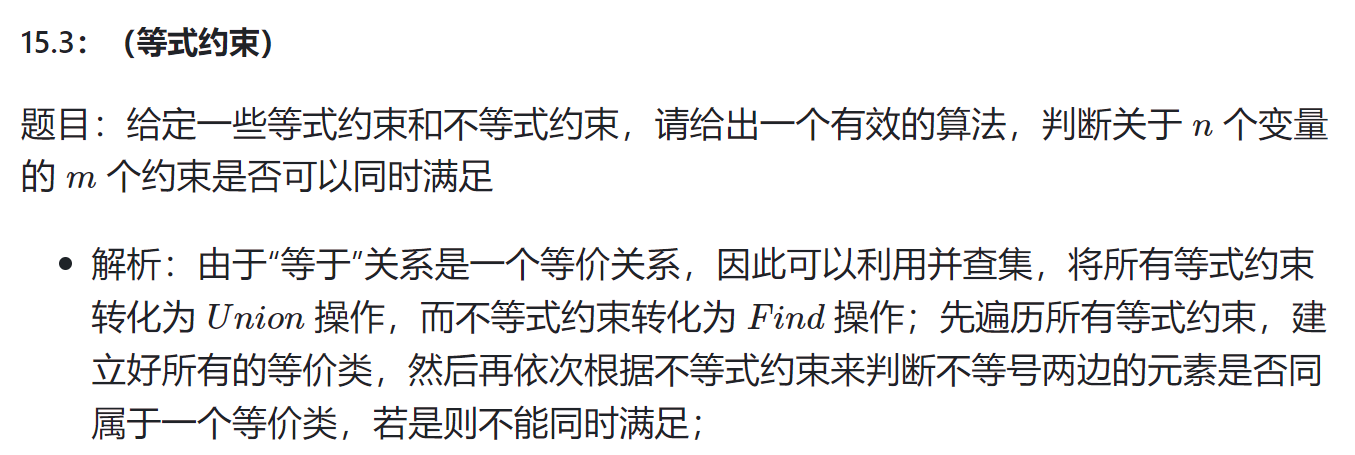 15.3：（等式约束）
题目：给定一些等式约束和不等式约束，请给出一个有效的算法，判断关于 n 个变量
的 m 个约束是否可以同时满足
• 解析：由于“等于”关系是一个等价关系，因此可以利用并查集，将所有等式约束
转化为 Union 操作，而不等式约束转化为 Find 操作；先遍历所有等式约束，建
立好所有的等价类，然后再依次根据不等式约束来判断不等号两边的元素是否同
属于一个等价类，若是则不能同时满足；